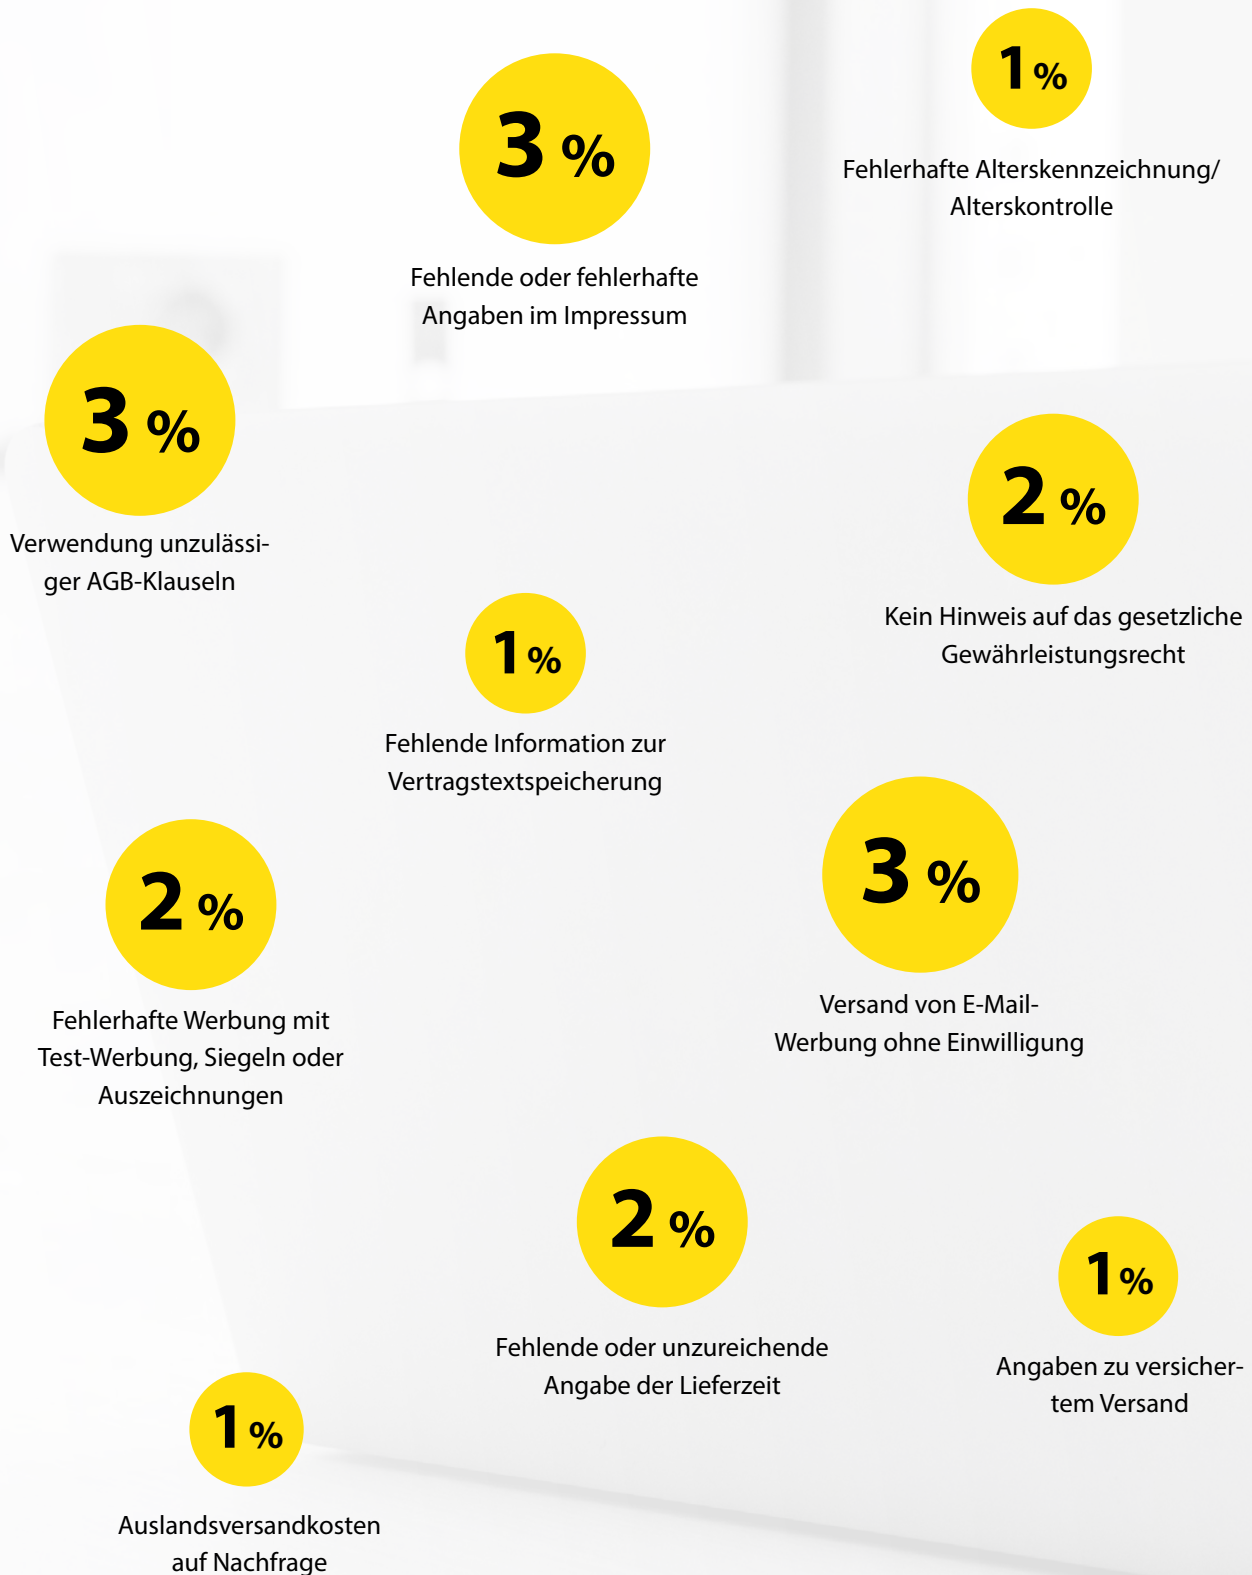 1 %
Fehlerhafte Alterskennzeichnung/
Alterskontrolle
3 %
Fehlende oder fehlerhafte
Angaben im Impressum
3 %
Verwendung unzulässi-
ger AGB-Klauseln
2 %
Kein Hinweis auf das gesetzliche
Gewährleistungsrecht
1 %
Fehlende Information zur
Vertragstextspeicherung
3 %
Versand von E-Mail-
Werbung ohne Einwilligung
2 %
Fehlerhafte Werbung mit
Test-Werbung, Siegeln oder
Auszeichnungen
2 %
Fehlende oder unzureichende
Angabe der Lieferzeit
1 %
Angaben zu versicher-
tem Versand
1 %
Auslandsversandkosten
auf Nachfrage